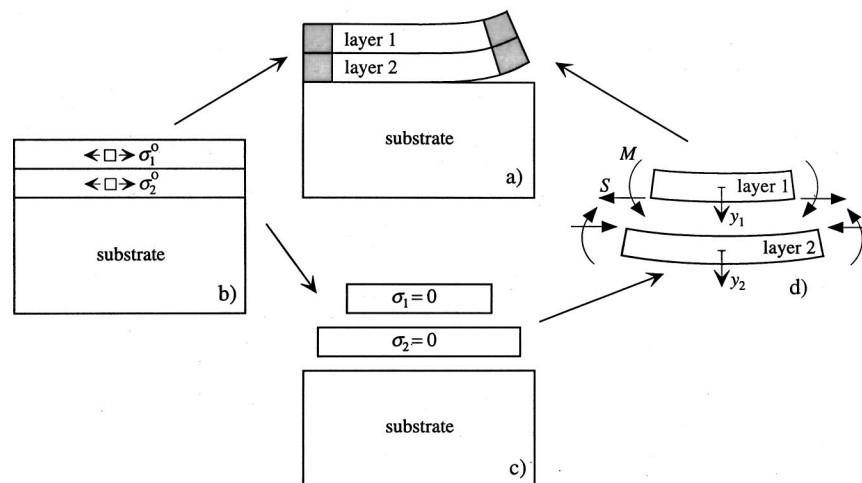 layer 1
layer 2
substrate
a)
σ₁ᵒ
σ₂ᵒ
substrate
b)
M
S
layer 1
y₁
layer 2
y₂
d)
σ₁ = 0
σ₂ = 0
substrate
c)